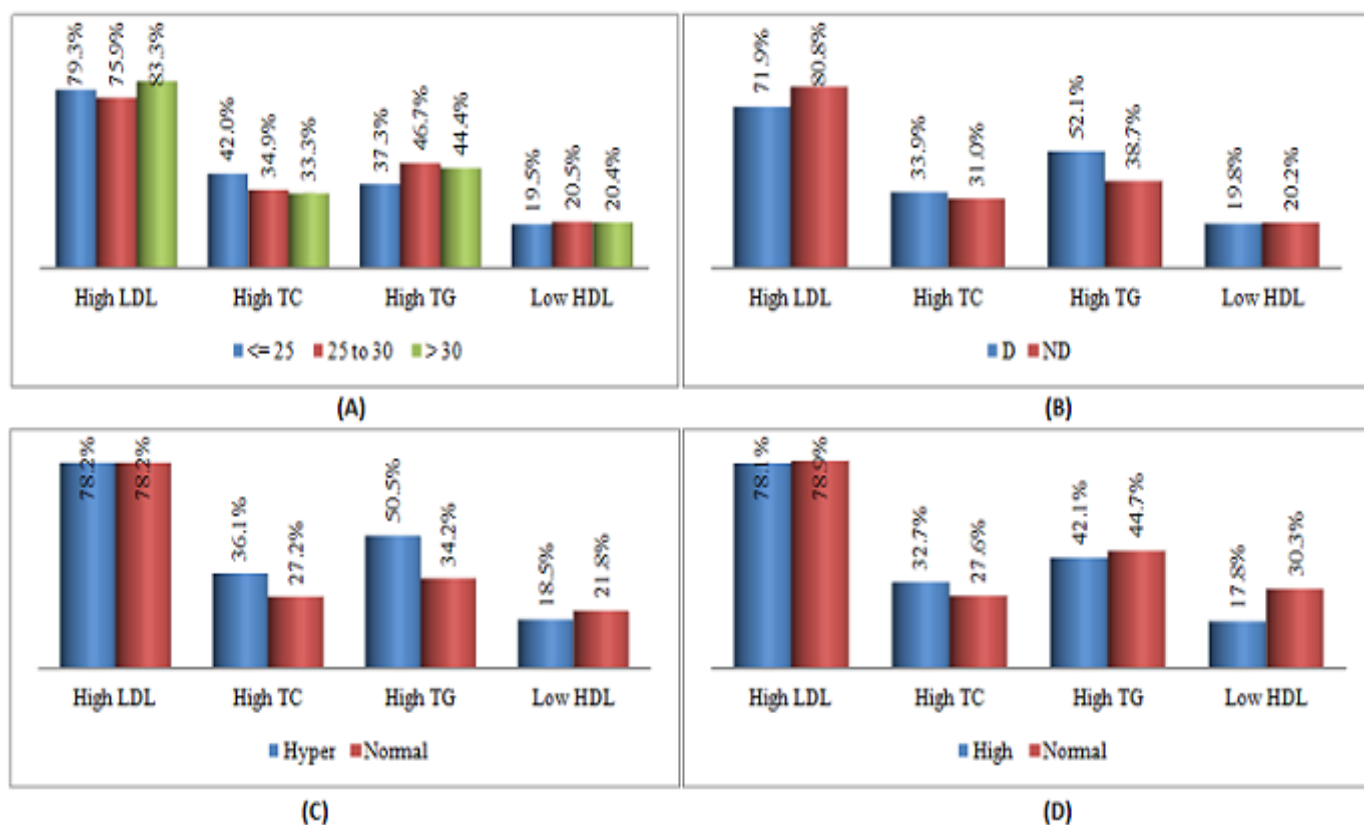 79.3% 75.9% 83.3% 42.0% 34.9% 33.3% 37.3% 46.7% 44.4% 19.5% 20.5% 20.4%
High LDL High TC High TG Low HDL
<= 25 25 to 30 > 30
(A)
71.9% 80.8% 33.9% 31.0% 52.1% 38.7% 19.8% 20.2%
High LDL High TC High TG Low HDL
D ND
(B)
78.2% 78.2% 36.1% 27.2% 50.5% 34.2% 18.5% 21.8%
High LDL High TC High TG Low HDL
Hyper Normal
(C)
78.1% 78.9% 32.7% 27.6% 42.1% 44.7% 17.8% 30.3%
High LDL High TC High TG Low HDL
High Normal
(D)